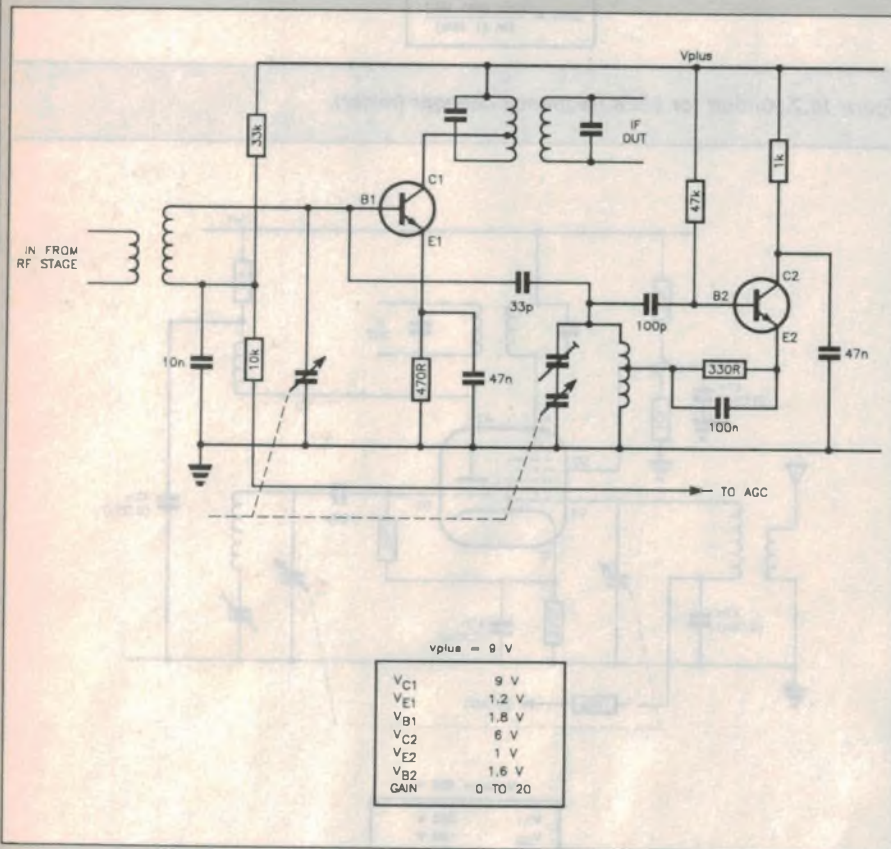 Vplus
33k
C1
B1
E1
IF
OUT
1k
47k
IN FROM
RF STAGE
33p
100p
B2
C2
E2
10n
10k
470R
47n
330R
100n
47n
TO AGC
Vplus = 9 V
VC1 9 V
VE1 1.2 V
VB1 1.8 V
VC2 6 V
VE2 1 V
VB2 1.6 V
GAIN 0 TO 20